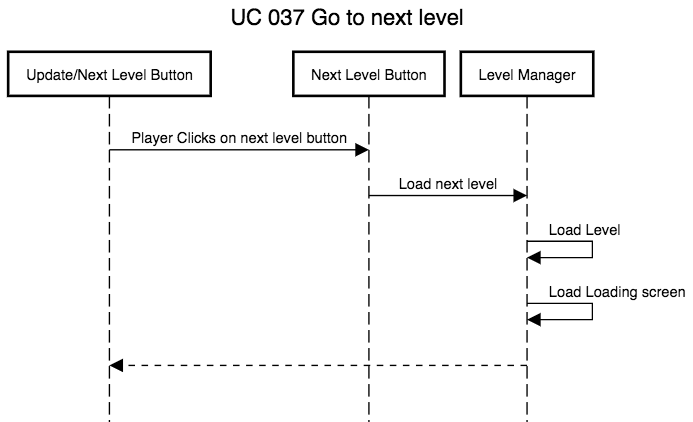 UC 037 Go to next level
Update/Next Level Button
Next Level Button
Level Manager
Player Clicks on next level button
Load next level
Load Level
Load Loading screen